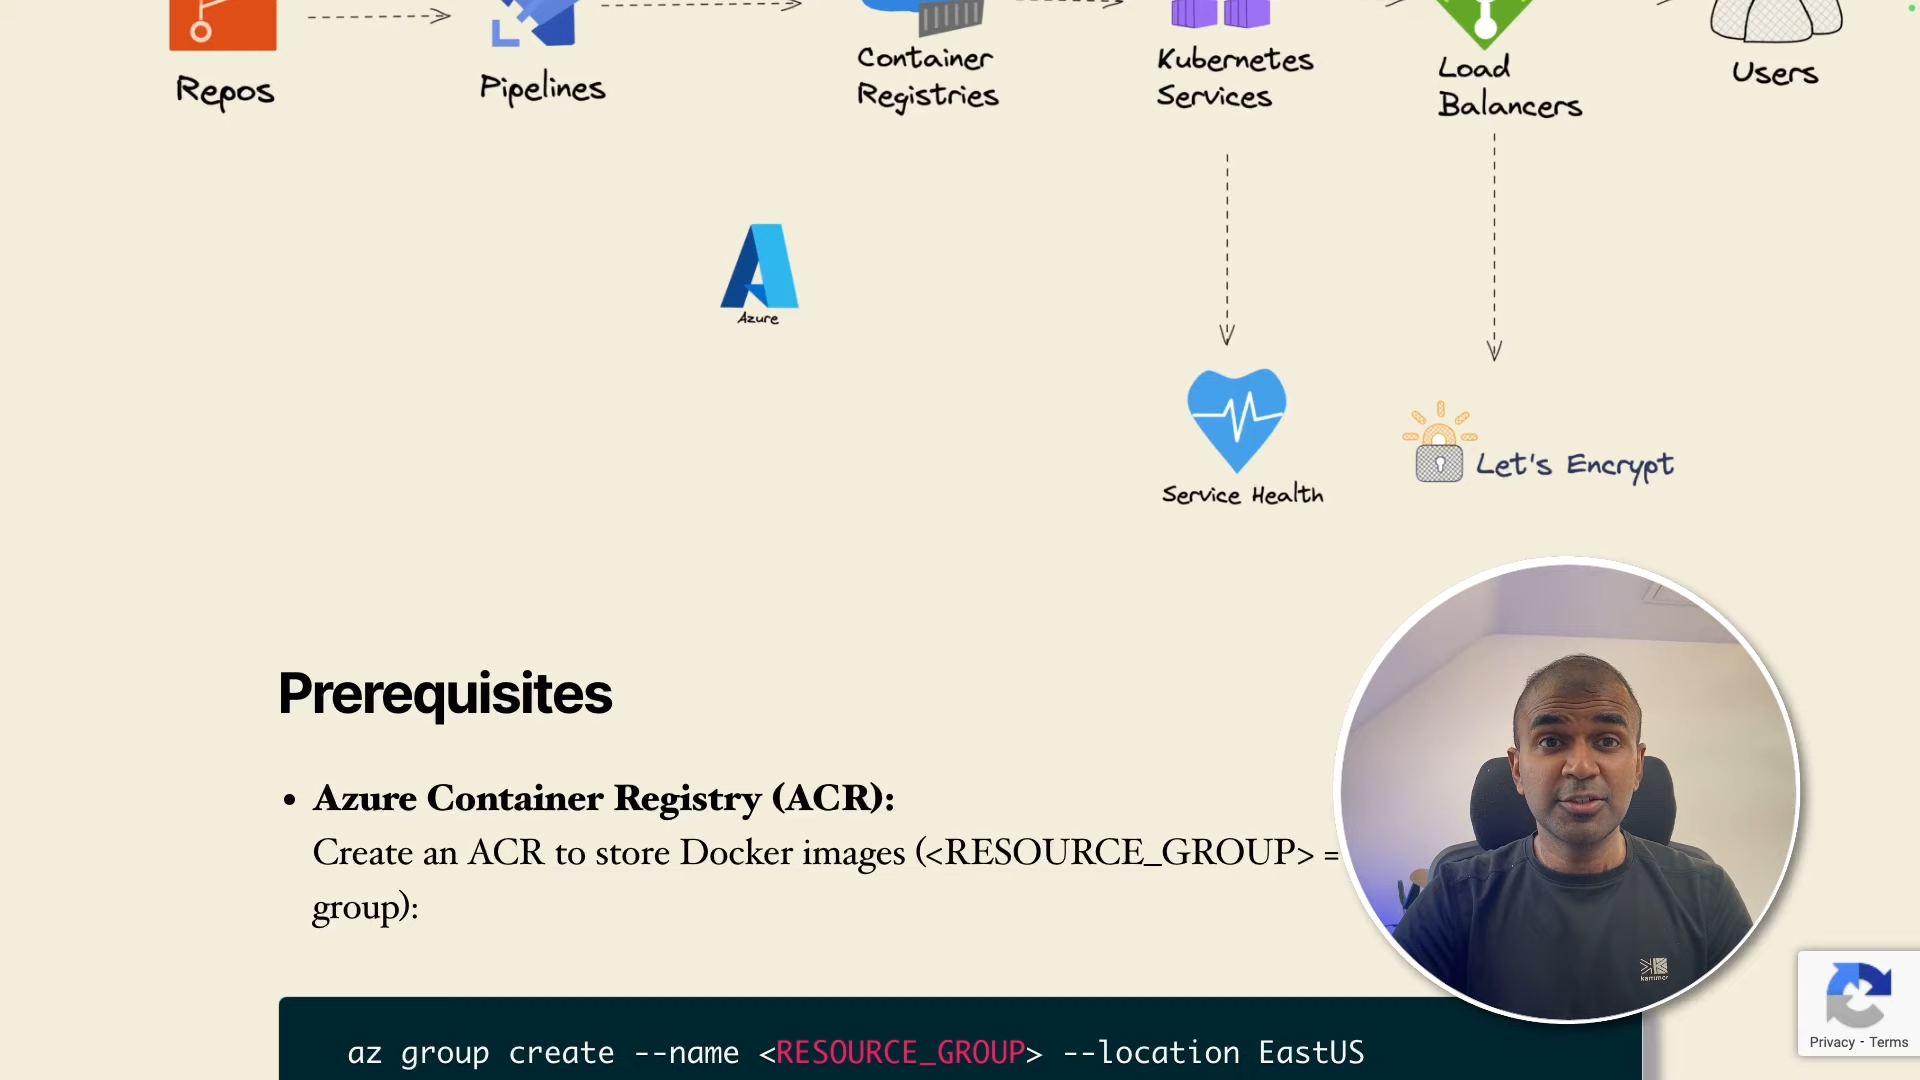 Repos
Pipelines
Container
Registries
Kubernetes
Services
Load
Balancers
Users
Azure
Service Health
Let's Encrypt
Prerequisites
• Azure Container Registry (ACR):
Create an ACR to store Docker images (<RESOURCE_GROUP> =
group):
az group create --name <RESOURCE_GROUP> --location EastUS
karrimor
Privacy - Terms